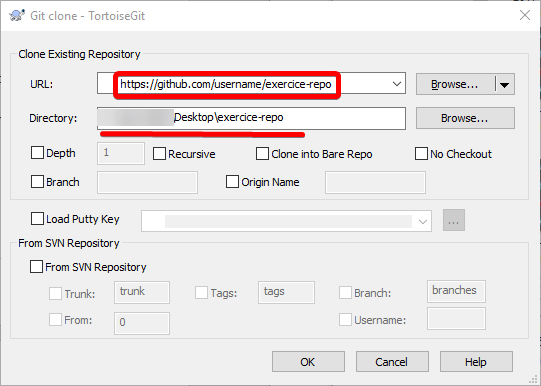 Git clone - TortoiseGit
Clone Existing Repository
URL: https://github.com/username/exercice-repo Browse...
Directory: Desktop\exercice-repo Browse...
Depth 1 Recursive Clone into Bare Repo No Checkout
Branch Origin Name
Load Putty Key ...
From SVN Repository
From SVN Repository
Trunk: trunk Tags: tags Branch: branches
From: 0 Username:
OK Cancel Help